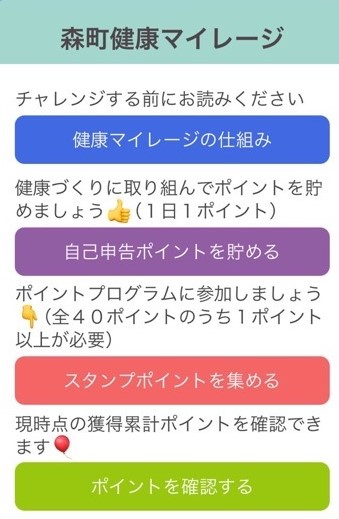 森町健康マイレージ
チャレンジする前にお読みください
健康マイレージの仕組み
健康づくりに取り組んでポイントを貯
めましょう👍（１日１ポイント）
自己申告ポイントを貯める
ポイントプログラムに参加しましょう
👇（全４０ポイントのうち１ポイント
以上が必要）
スタンプポイントを集める
現時点の獲得累計ポイントを確認でき
ます🎈
ポイントを確認する